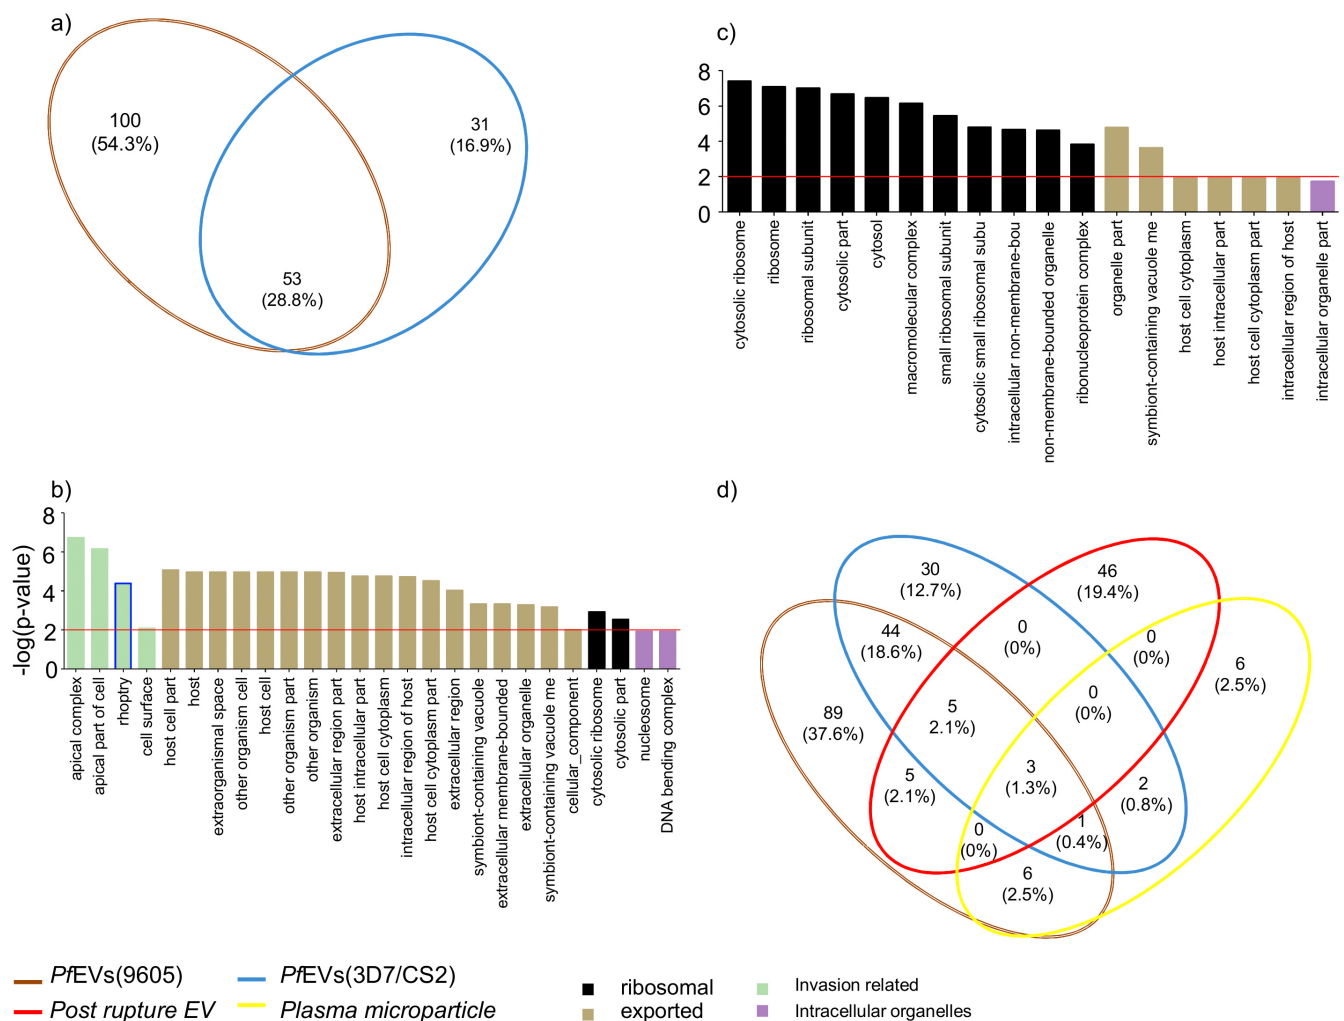 a)
100
(54.3%)
31
(16.9%)
53
(28.8%)
c)
8
6
4
2
0
cytosolic ribosome
ribosome
ribosomal subunit
cytosolic part
cytosol
macromolecular complex
small ribosomal subunit
cytosolic small ribosomal subu
intracellular non-membrane-bou
non-membrane-bounded organelle
ribonucleoprotein complex
organelle part
symbiont-containing vacuole me
host cell cytoplasm
host intracellular part
host cell cytoplasm part
intracellular region of host
intracellular organelle part
b)
-log(p-value)
8
6
4
2
0
apical complex
apical part of cell
rhoptry
cell surface
host cell part
host
extraorganismal space
other organism cell
host cell
other organism part
other organism
extracellular region part
host intracellular part
host cell cytoplasm
intracellular region of host
host cell cytoplasm part
extracellular region
symbiont-containing vacuole
extracellular membrane-bounded
extracellular organelle
symbiont-containing vacuole me
cellular_component
cytosolic ribosome
cytosolic part
nucleosome
DNA bending complex
d)
30
(12.7%)
46
(19.4%)
44
(18.6%)
0
(0%)
0
(0%)
6
(2.5%)
89
(37.6%)
5
2.1%)
0
(0%)
5
(2.1%)
3
(1.3%)
2
(0.8%)
0
(0%)
1
(0.4%)
6
(2.5%)
PfEVs(9605)
PfEVs(3D7/CS2)
Post rupture EV
Plasma microparticle
ribosomal
exported
Invasion related
Intracellular organelles